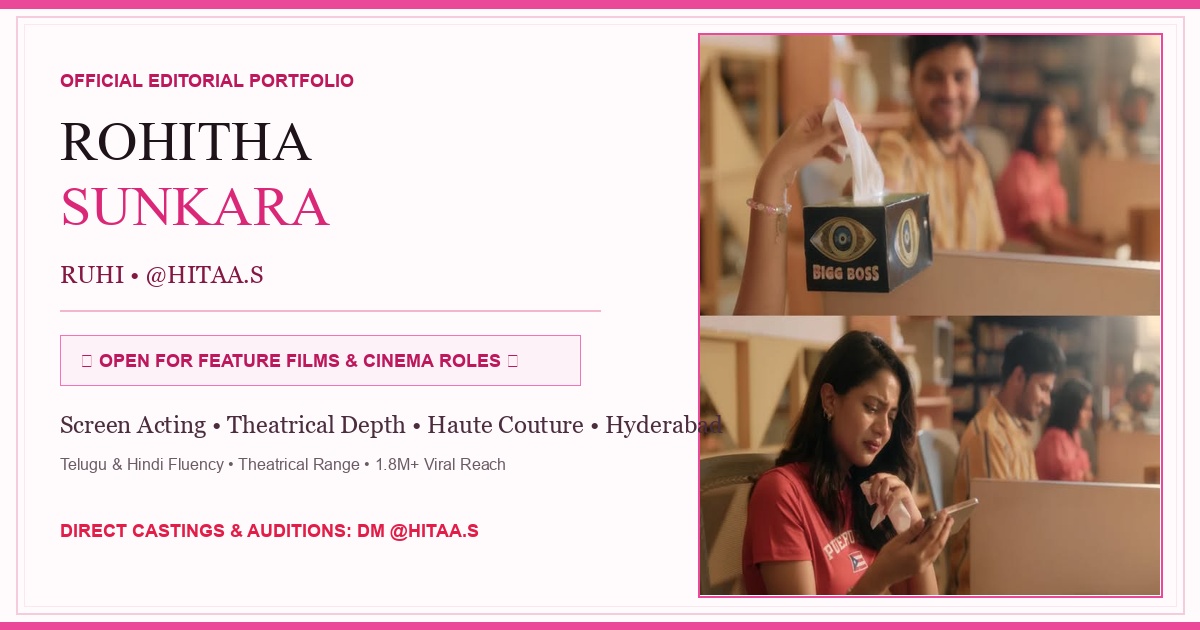 OFFICIAL EDITORIAL PORTFOLIO
ROHITHA
SUNKARA
RUHI • @HITAA.S
OPEN FOR FEATURE FILMS & CINEMA ROLES
Screen Acting • Theatrical Depth • Haute Couture • Hyderabad
Telugu & Hindi Fluency • Theatrical Range • 1.8M+ Viral Reach
DIRECT CASTINGS & AUDITIONS: DM @HITAA.S
BIGG BOSS